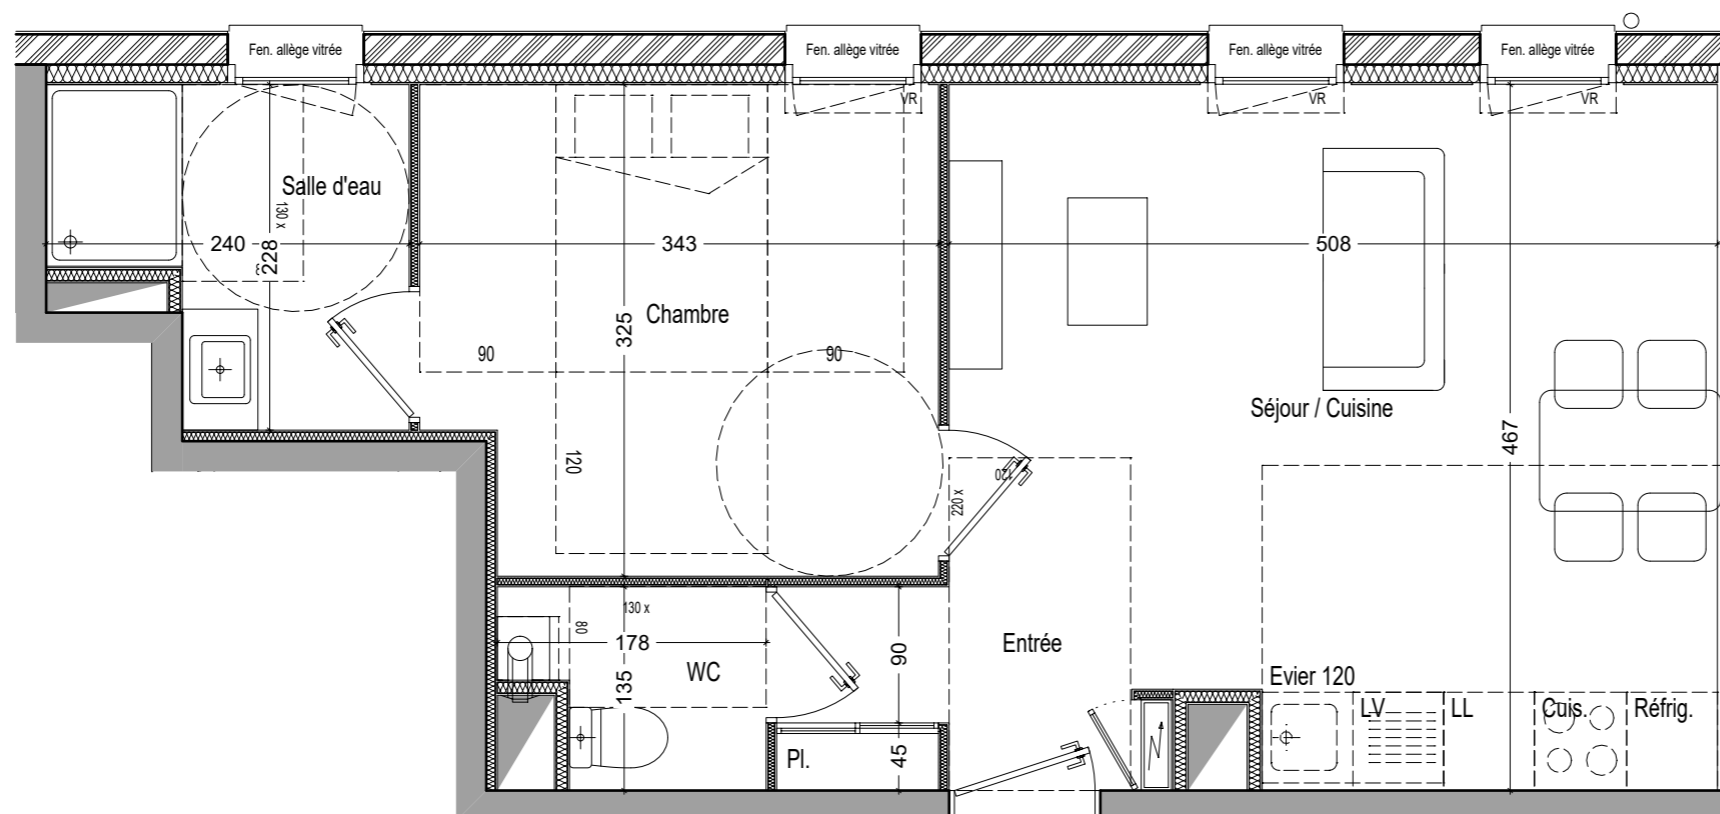 Fen. allège vitrée
Fen. allège vitrée
Fen. allège vitrée
Fen. allège vitrée
VR
VR
VR
Salle d'eau
130 x
240
228
343
508
Chambre
325
90
90
Séjour / Cuisine
467
120
120
220 x
130 x
80
178
WC
135
90
Entrée
Evier 120
LV
LL
Cuis.
Réfrig.
Pl.
45